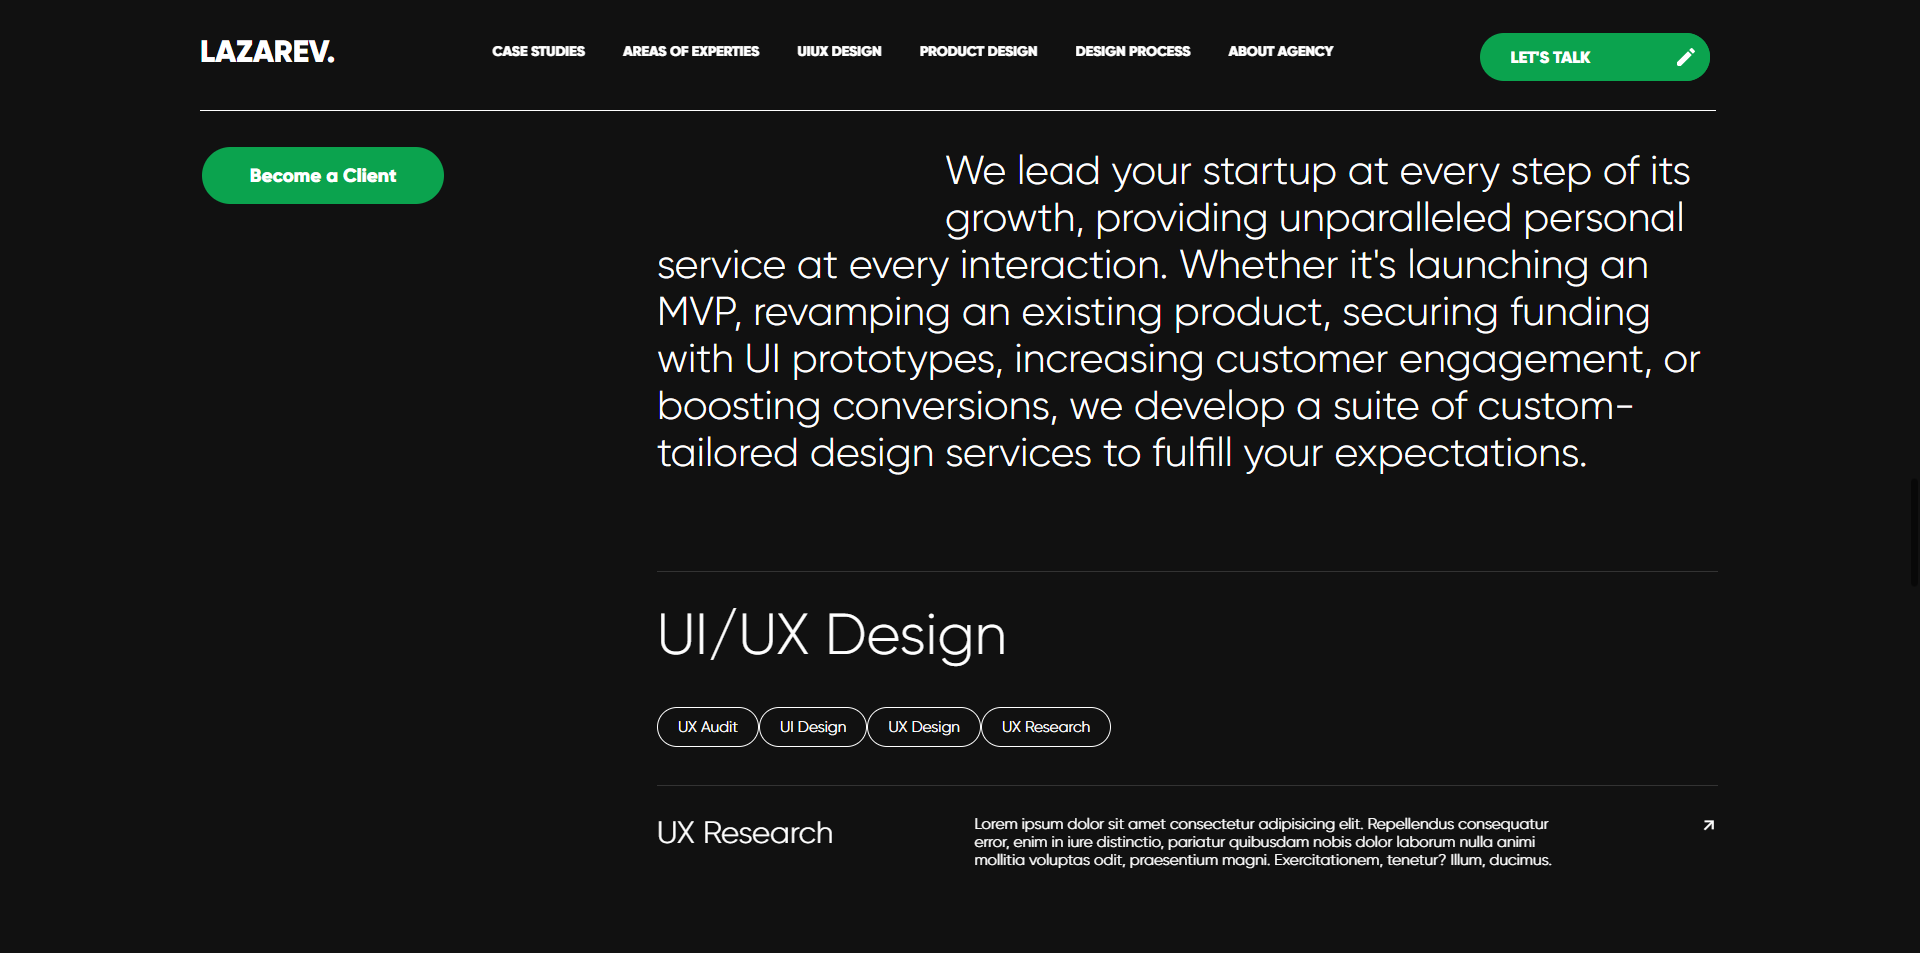 LAZAREV.
CASE STUDIES
AREAS OF EXPERTIES
UIUX DESIGN
PRODUCT DESIGN
DESIGN PROCESS
ABOUT AGENCY
LET'S TALK
Become a Client
We lead your startup at every step of its
growth, providing unparalleled personal
service at every interaction. Whether it's launching an
MVP, revamping an existing product, securing funding
with UI prototypes, increasing customer engagement, or
boosting conversions, we develop a suite of custom-
tailored design services to fulfill your expectations.
UI/UX Design
UX Audit
UI Design
UX Design
UX Research
UX Research
Lorem ipsum dolor sit amet consectetur adipisicing elit. Repellendus consequatur
error, enim in iure distinctio, pariatur quibusdam nobis dolor laborum nulla animi
mollitia voluptas odit, praesentium magni. Exercitationem, tenetur? Illum, ducimus.